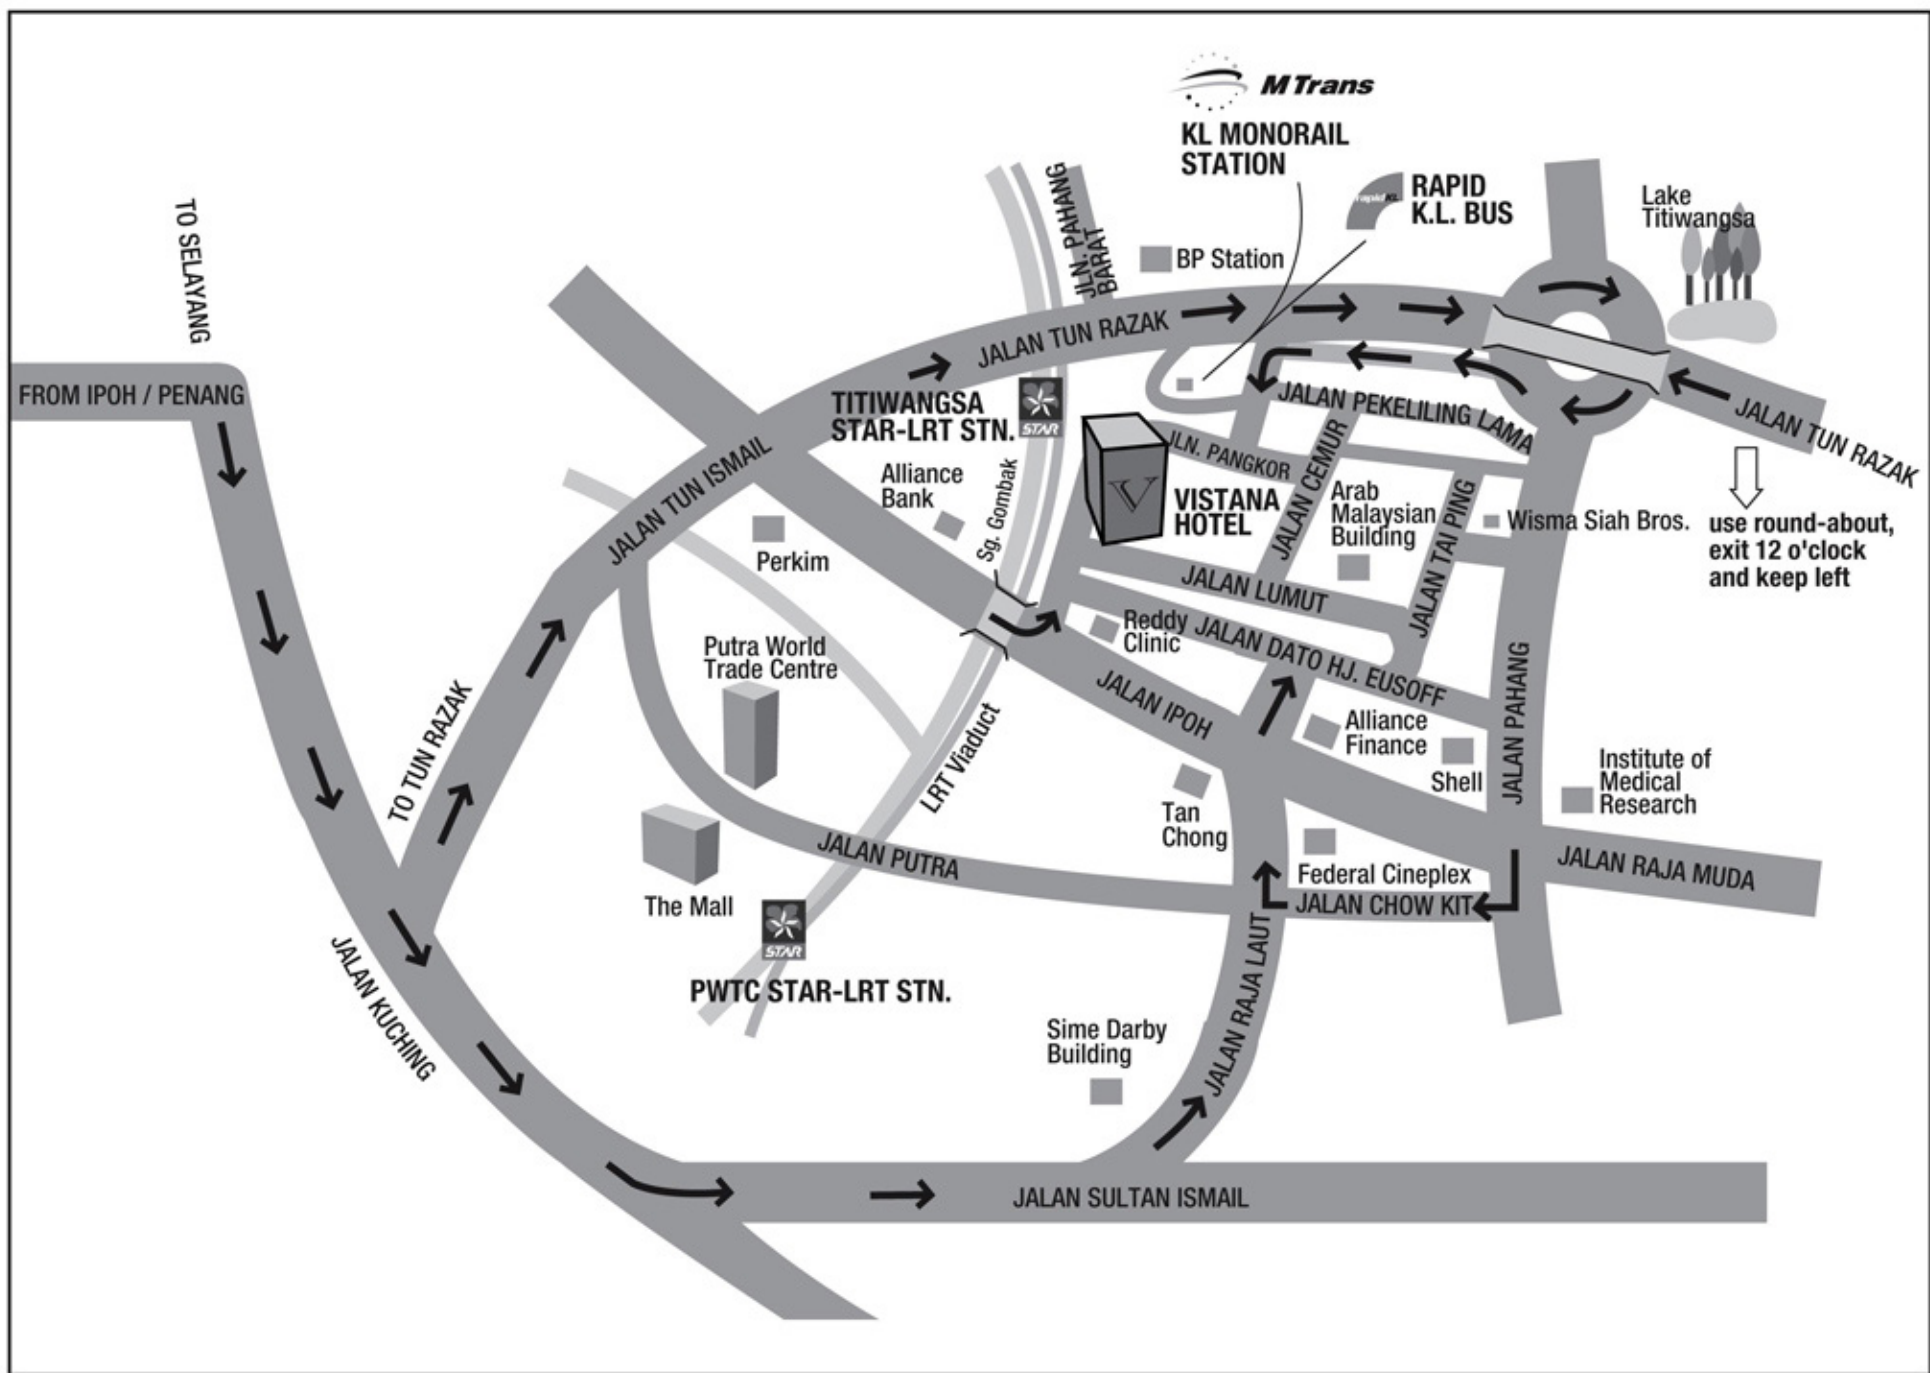 M Trans
KL MONORAIL
STATION
rapidKL
RAPID
K.L. BUS
Lake
Titiwangsa
TO SELAYANG
JLN. PAHANG
BARAT
BP Station
FROM IPOH / PENANG
JALAN TUN RAZAK
TITIWANGSA
STAR-LRT STN.
STAR
JALAN PEKELILING LAMA
JALAN TUN RAZAK
JALAN TUN ISMAIL
Alliance
Bank
Sg. Gombak
JLN. PANGKOR
JALAN CEMUR
V
VISTANA
HOTEL
Arab
Malaysian
Building
JALAN TAI PING
Wisma Siah Bros.
use round-about,
exit 12 o'clock
and keep left
Perkim
JALAN LUMUT
Reddy
Clinic
JALAN DATO HJ. EUSOFF
Putra World
Trade Centre
TO TUN RAZAK
LRT Viaduct
JALAN IPOH
JALAN PAHANG
Alliance
Finance
Shell
Institute of
Medical
Research
Tan
Chong
JALAN PUTRA
Federal Cineplex
JALAN RAJA MUDA
The Mall
JALAN CHOW KIT
STAR
PWTC STAR-LRT STN.
JALAN KUCHING
JALAN RAJA LAUT
Sime Darby
Building
JALAN SULTAN ISMAIL